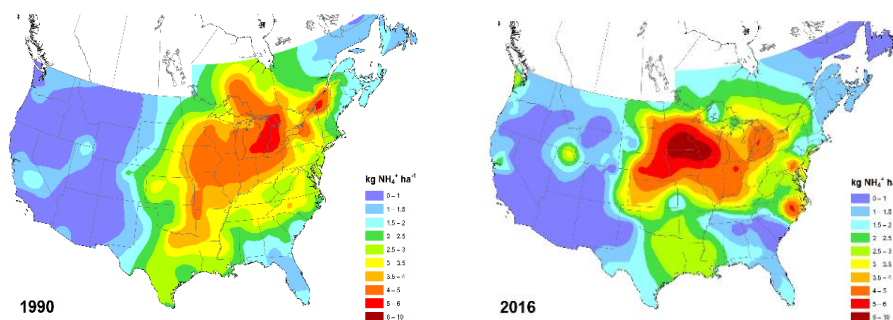 kg NH₄⁺ ha⁻¹
0 – 1
1 – 1.5
1.5 – 2
2 – 2.5
2.5 – 3
3 – 3.5
3.5 – 4
4 – 5
5 – 6
6 – 10
1990
kg NH₄⁺ ha
0 – 1
1 – 1.5
1.5 – 2
2 – 2.5
2.5 – 3
3 – 3.5
3.5 – 4
4 – 5
5 – 6
6 – 10
2016